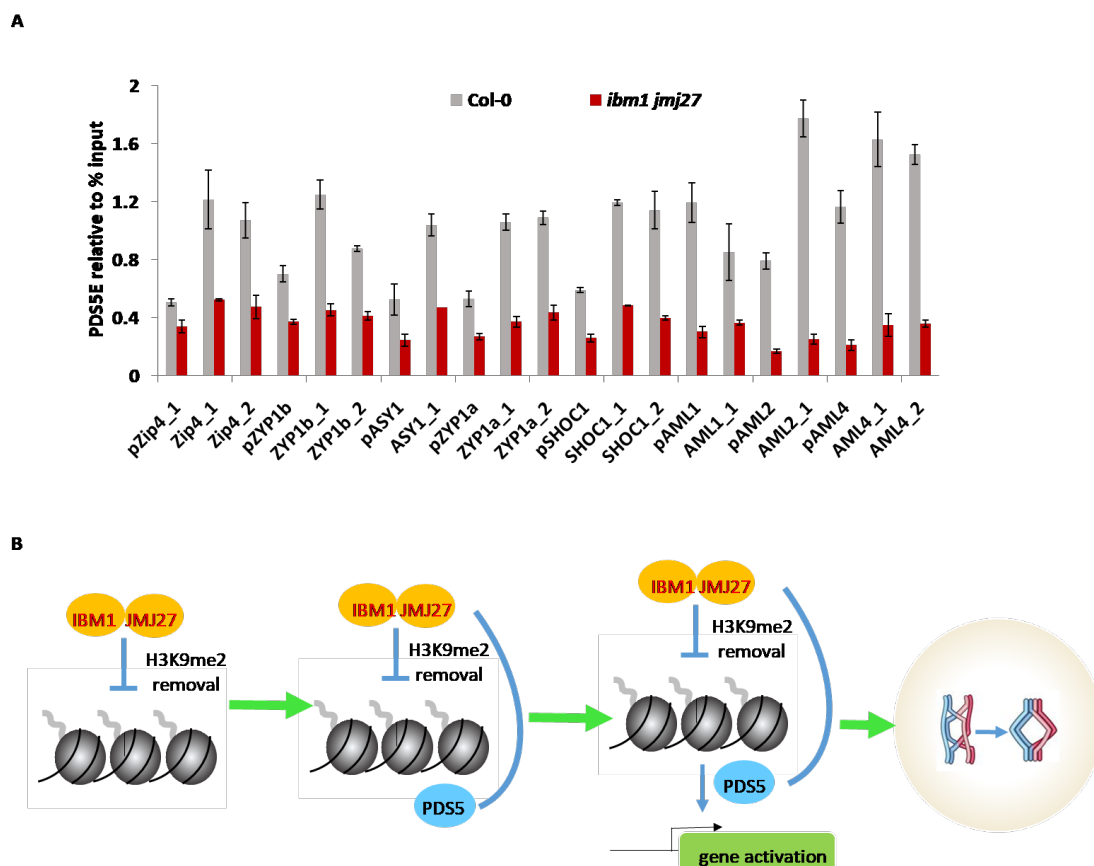 A
2
1.6
1.2
0.8
0.4
0
PDS5E relative to % input
Col-0
ibm1 jmj27
pZip4_1
Zip4_1
Zip4_2
pZYP1b
ZYP1b_1
ZYP1b_2
pASY1
ASY1_1
pZYP1a
ZYP1a_1
ZYP1a_2
pSHOC1
SHOC1_1
SHOC1_2
pAML1
AML1_1
pAML2
AML2_1
pAML4
AML4_1
AML4_2
B
IBM1 JMJ27
H3K9me2
removal
IBM1 JMJ27
H3K9me2
removal
PDS5
IBM1 JMJ27
H3K9me2
removal
PDS5
gene activation